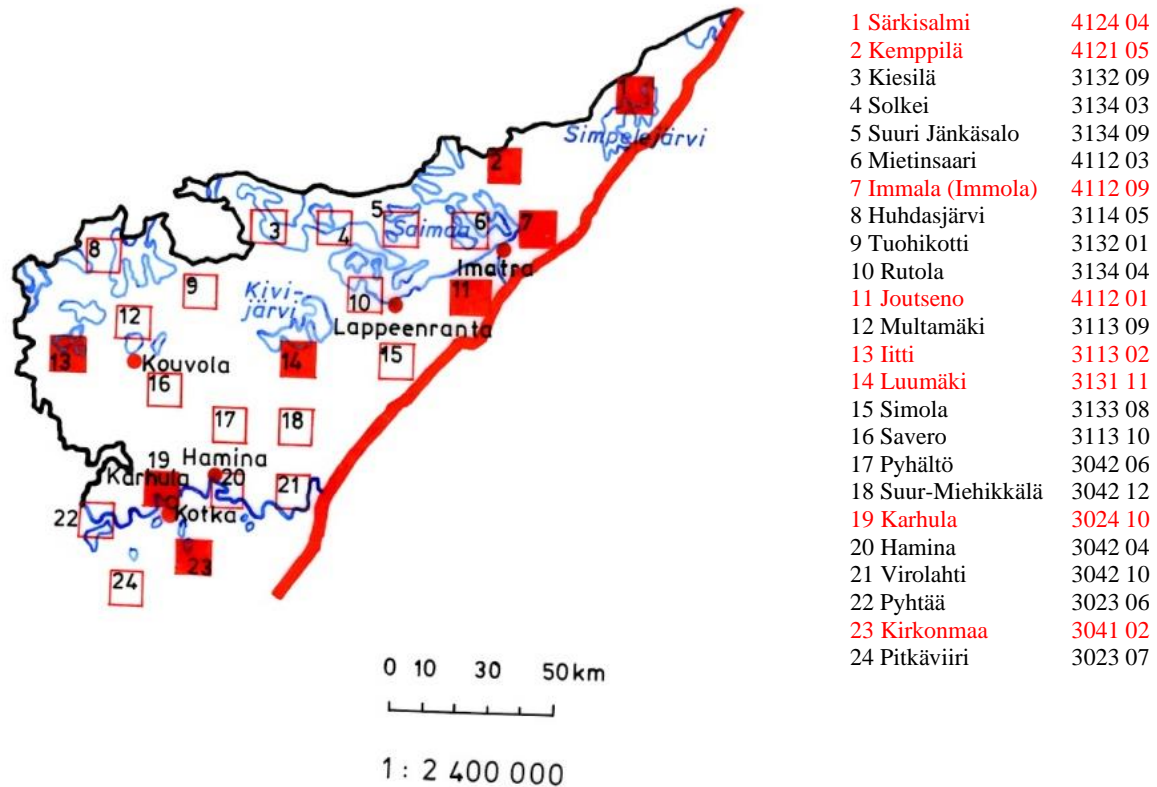 1
Simpelejärvi
2
3
4
5
Saimaa
6
7
8
Imatra
9
Kivi-
järvi
10
11
Lappeenranta
12
13
Kouvola
14
15
16
17
18
19
Hamina
Karhula
20
21
22
Kotka
23
24
0 10 30 50 km
1 : 2 400 000
1 Särkisalmi 4124 04
2 Kemppilä 4121 05
3 Kiesilä 3132 09
4 Solkei 3134 03
5 Suuri Jänkäsalo 3134 09
6 Mietinsaari 4112 03
7 Immala (Immola) 4112 09
8 Huhdasjärvi 3114 05
9 Tuohikotti 3132 01
10 Rutola 3134 04
11 Joutseno 4112 01
12 Multamäki 3113 09
13 Iitti 3113 02
14 Luumäki 3131 11
15 Simola 3133 08
16 Savero 3113 10
17 Pyhältö 3042 06
18 Suur-Miehikkälä 3042 12
19 Karhula 3024 10
20 Hamina 3042 04
21 Virolahti 3042 10
22 Pyhtää 3023 06
23 Kirkonmaa 3041 02
24 Pitkäviiri 3023 07